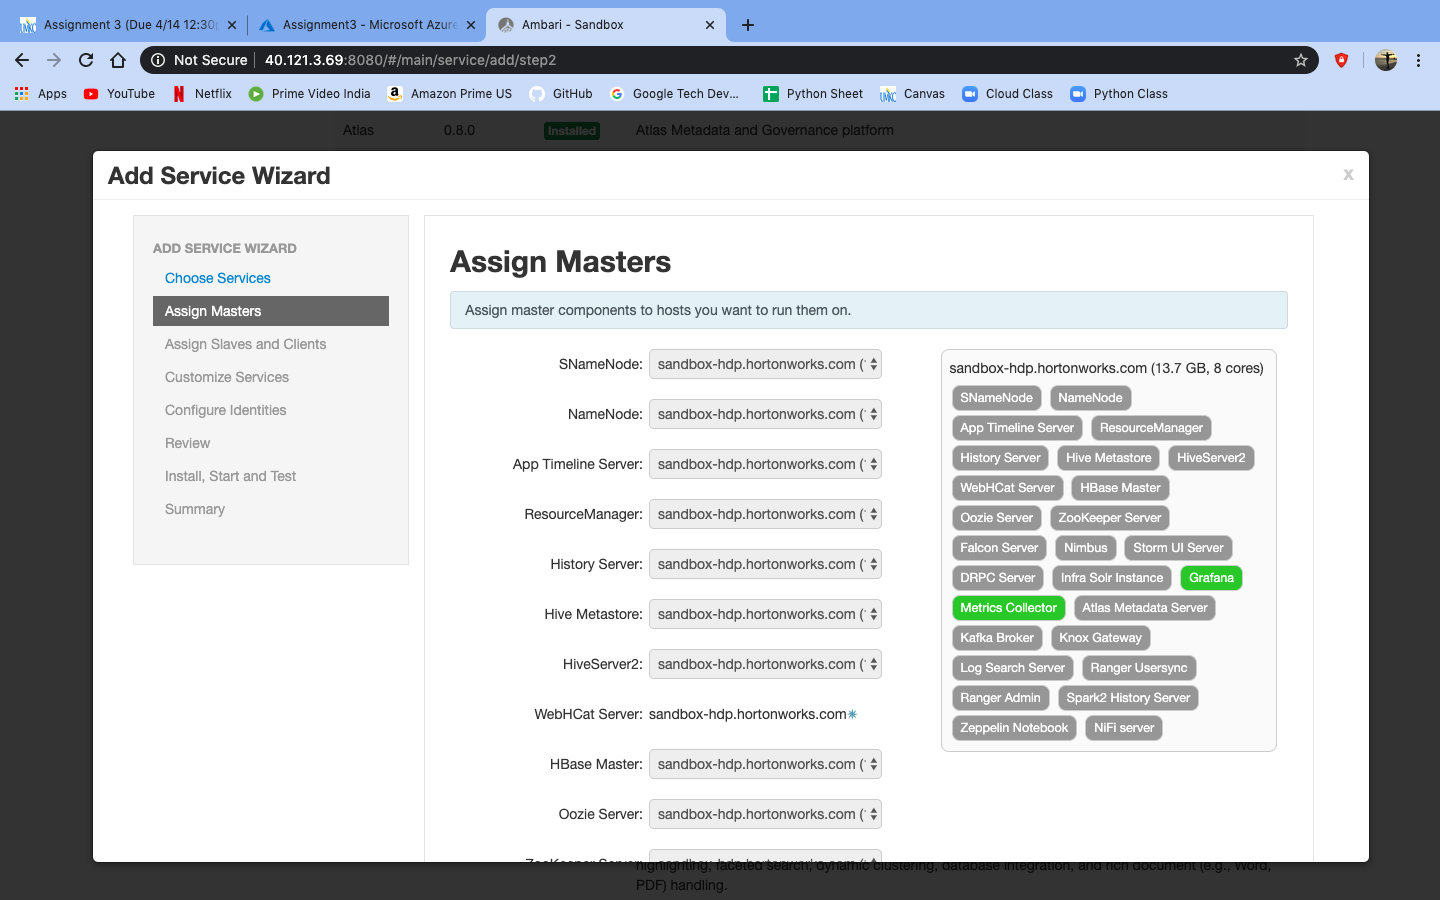 Assignment 3 (Due 4/14 12:30p
Assignment3 - Microsoft Azure
Ambari - Sandbox
Not Secure 40.121.3.69:8080/#/main/service/add/step2
Apps YouTube Netflix Prime Video India Amazon Prime US GitHub Google Tech Dev... Python Sheet Canvas Cloud Class Python Class
Atlas 0.8.0 Installed Atlas Metadata and Governance platform
Add Service Wizard
x
ADD SERVICE WIZARD
Choose Services
Assign Masters
Assign Slaves and Clients
Customize Services
Configure Identities
Review
Install, Start and Test
Summary
Assign Masters
Assign master components to hosts you want to run them on.
SNameNode: sandbox-hdp.hortonworks.com (
NameNode: sandbox-hdp.hortonworks.com (
App Timeline Server: sandbox-hdp.hortonworks.com (
ResourceManager: sandbox-hdp.hortonworks.com (
History Server: sandbox-hdp.hortonworks.com (
Hive Metastore: sandbox-hdp.hortonworks.com (
HiveServer2: sandbox-hdp.hortonworks.com (
WebHCat Server: sandbox-hdp.hortonworks.com*
HBase Master: sandbox-hdp.hortonworks.com (
Oozie Server: sandbox-hdp.hortonworks.com (
ZooKeeper Server: sandbox-hdp.hortonworks.com (
sandbox-hdp.hortonworks.com (13.7 GB, 8 cores)
SNameNode NameNode
App Timeline Server ResourceManager
History Server Hive Metastore HiveServer2
WebHCat Server HBase Master
Oozie Server ZooKeeper Server
Falcon Server Nimbus Storm UI Server
DRPC Server Infra Solr Instance Grafana
Metrics Collector Atlas Metadata Server
Kafka Broker Knox Gateway
Log Search Server Ranger Usersync
Ranger Admin Spark2 History Server
Zeppelin Notebook NiFi server
highlighting, faceted search, dynamic clustering, database integration, and rich document (e.g., Word,
PDF) handling.